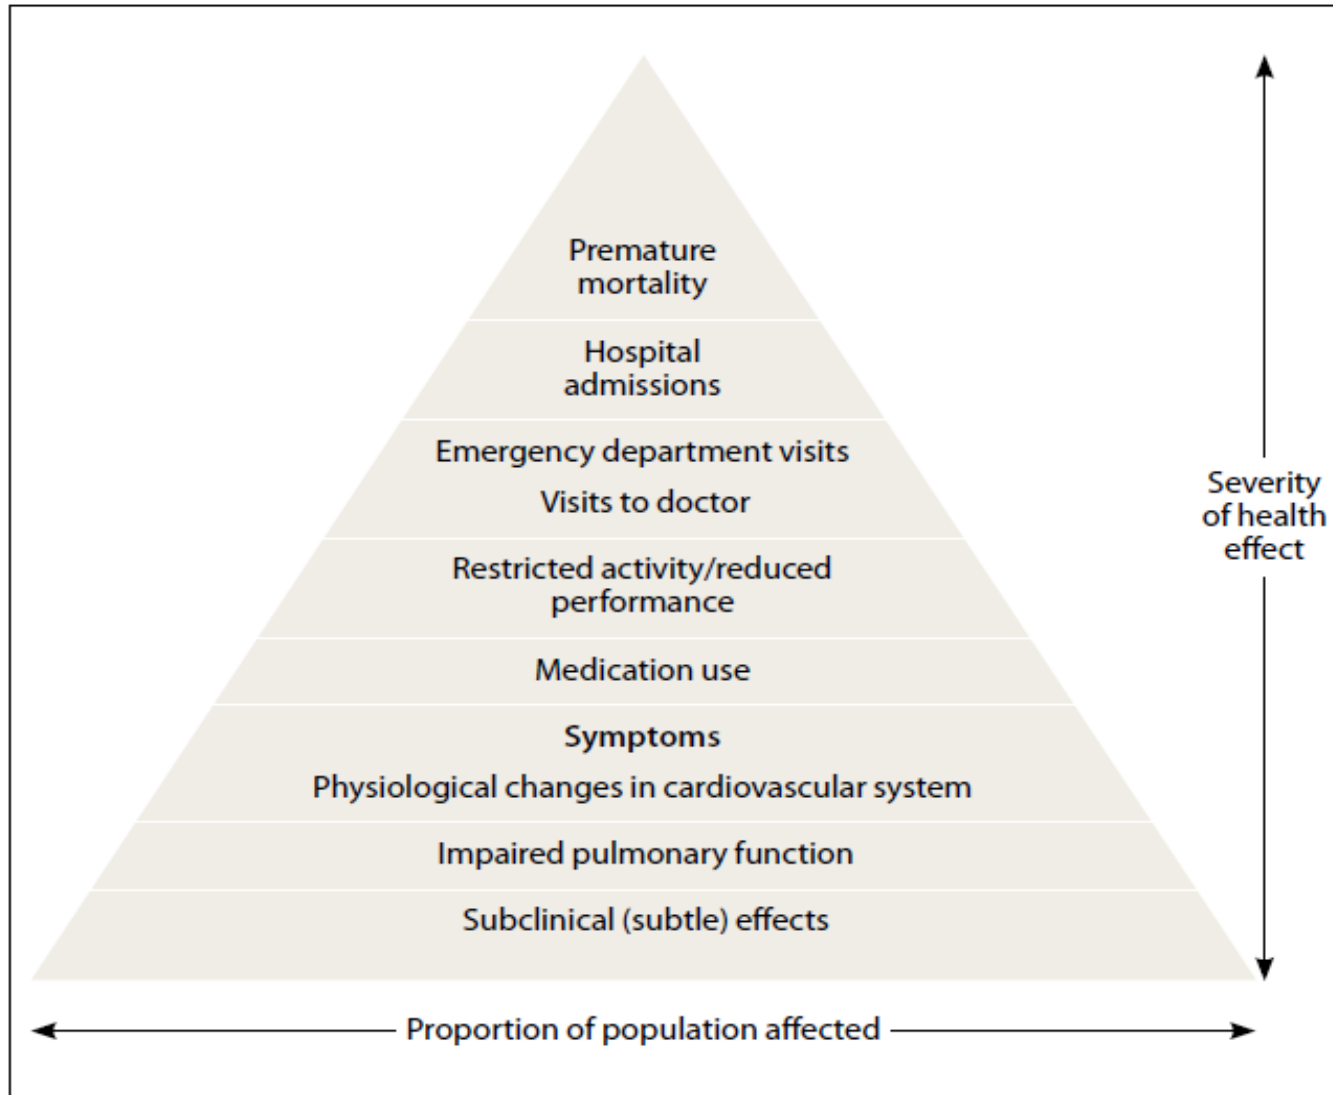 Premature
mortality
Hospital
admissions
Emergency department visits
Visits to doctor
Restricted activity/reduced
performance
Medication use
Symptoms
Physiological changes in cardiovascular system
Impaired pulmonary function
Subclinical (subtle) effects
Severity
of health
effect
Proportion of population affected